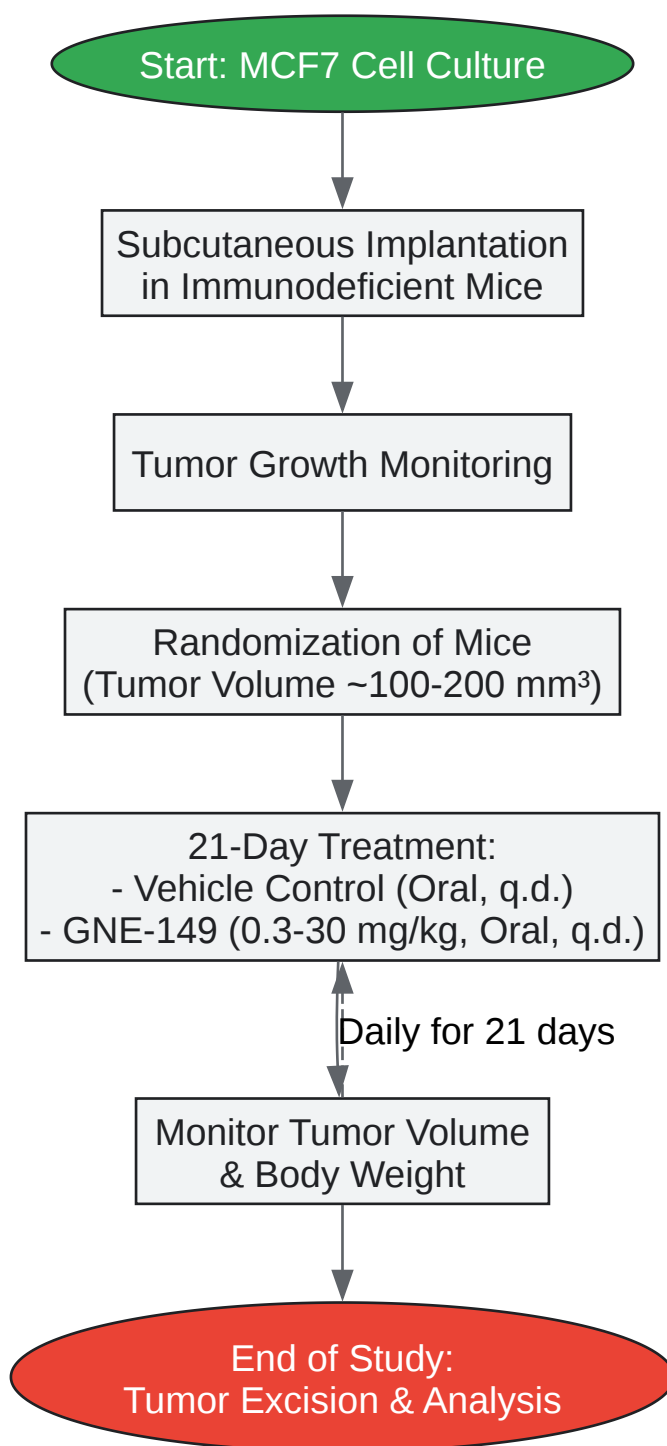 Start: MCF7 Cell Culture
Subcutaneous Implantation
in Immunodeficient Mice
Tumor Growth Monitoring
Randomization of Mice
(Tumor Volume ~100-200 mm³)
21-Day Treatment:
- Vehicle Control (Oral, q.d.)
- GNE-149 (0.3-30 mg/kg, Oral, q.d.)
Daily for 21 days
Monitor Tumor Volume
& Body Weight
End of Study:
Tumor Excision & Analysis